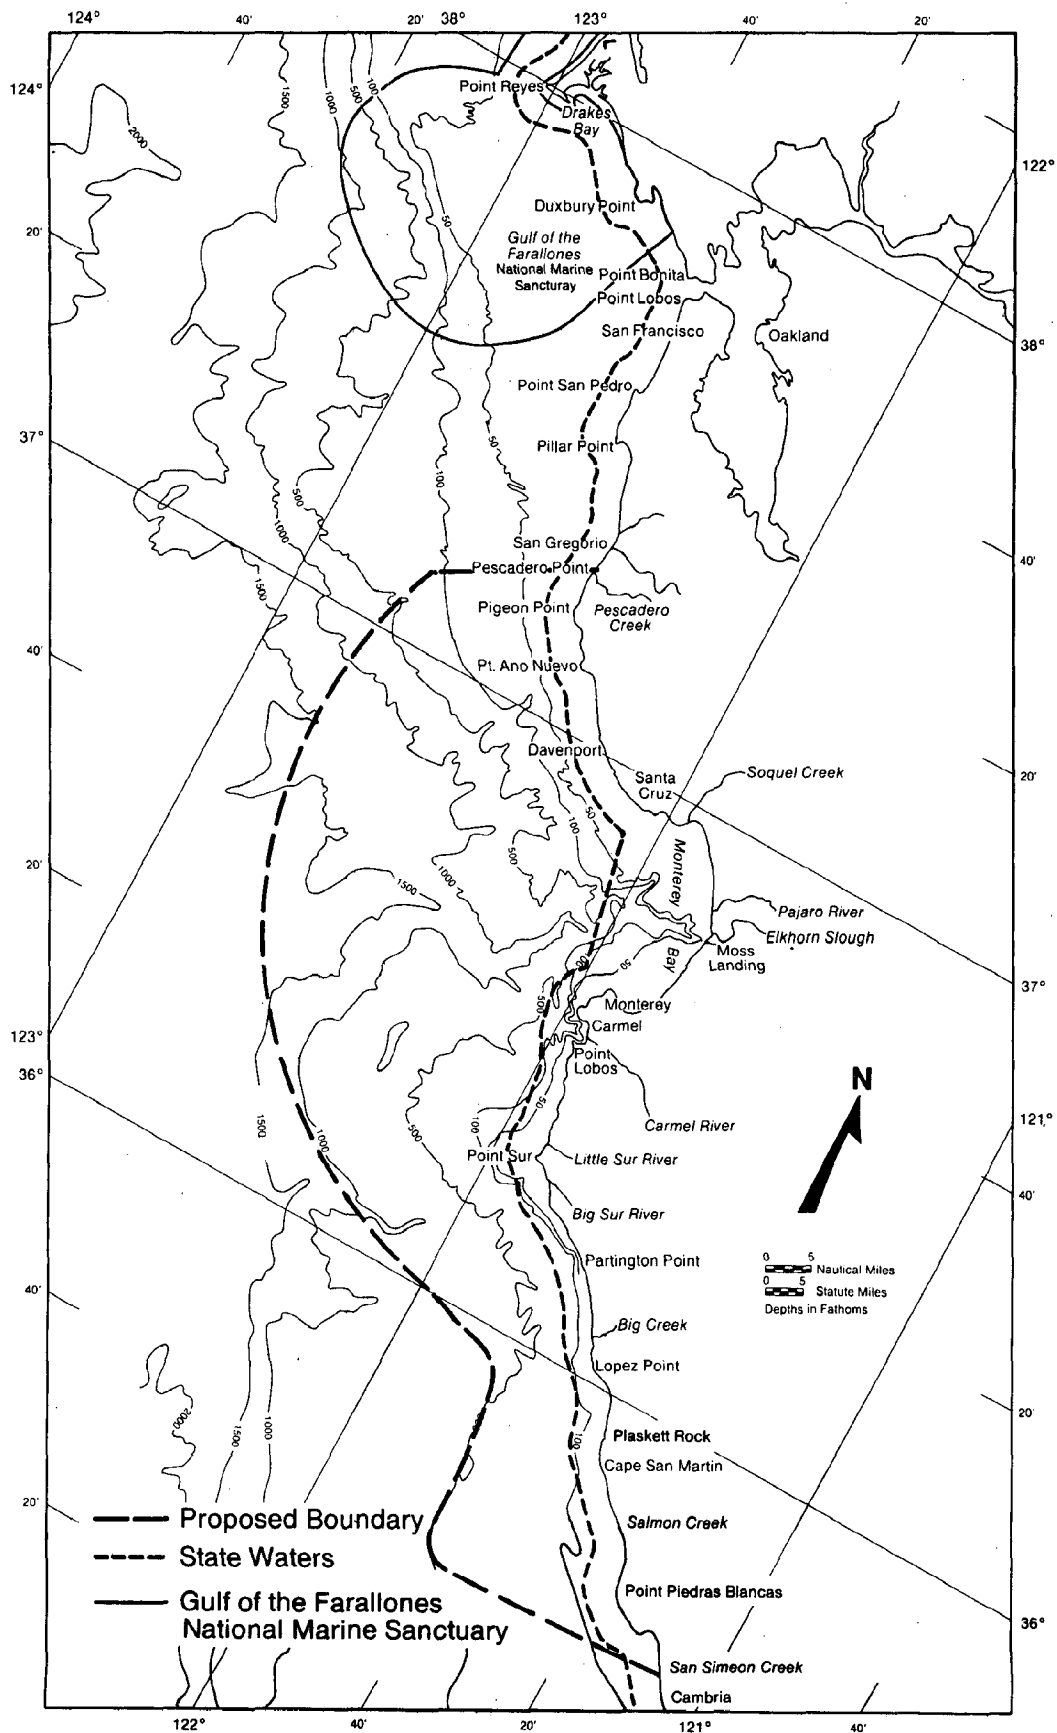 124°
40'
20'
38°
123°
40'
20'
124°
122°
20'
38°
37°
40'
40'
20'
20'
37°
123°
36°
121°
40'
40'
20'
20'
36°
122°
40'
20'
121°
40'
2000
1500
1000
500
100
50
Point Reyes
Drakes
Bay
Duxbury Point
Gulf of the
Farallones
National Marine
Sancturay
Point Bonita
Point Lobos
San Francisco
Oakland
Point San Pedro
Pillar Point
50
100
500
1000
1500
San Gregorio
Pescadero Point
Pigeon Point
Pescadero
Creek
Pt. Ano Nuevo
Davenport
Santa
Cruz
Soquel Creek
50
100
500
1000
1500
Monterey
Bay
Pajaro River
Elkhorn Slough
Moss
Landing
50
500
Monterey
Carmel
Point
Lobos
N
50
100
500
1000
1500
Carmel River
Point Sur
Little Sur River
Big Sur River
Partington Point
0 5
Nautical Miles
0 5
Statute Miles
Depths in Fathoms
Big Creek
Lopez Point
2000
1500
1000
100
Plaskett Rock
Cape San Martin
Salmon Creek
Point Piedras Blancas
San Simeon Creek
Cambria
Proposed Boundary
State Waters
Gulf of the Farallones
National Marine Sanctuary